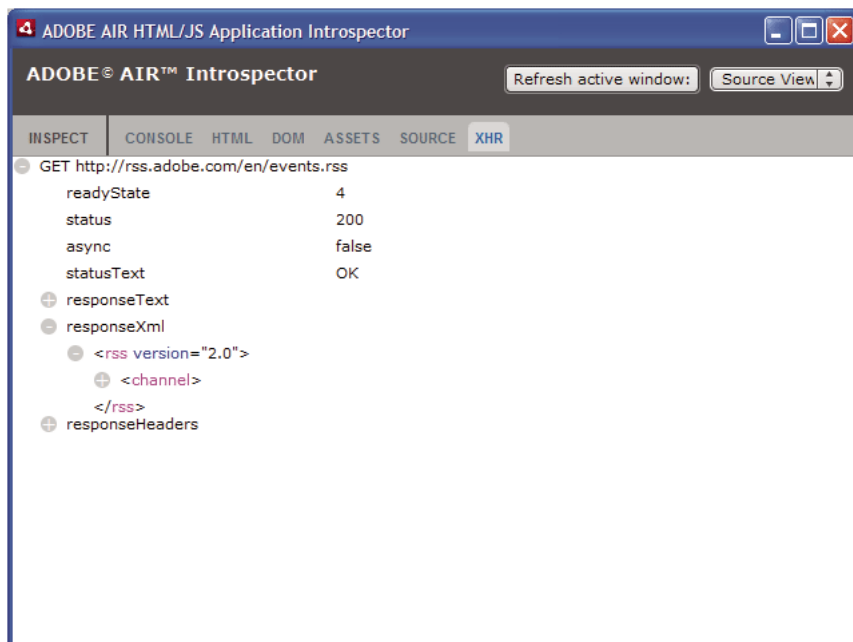 ADOBE AIR HTML/JS Application Introspector
ADOBE© AIR™ Introspector Refresh active window: Source View
INSPECT CONSOLE HTML DOM ASSETS SOURCE XHR
GET http://rss.adobe.com/en/events.rss
readyState 4
status 200
async false
statusText OK
responseText
responseXml
<rss version="2.0">
<channel>
</rss>
responseHeaders